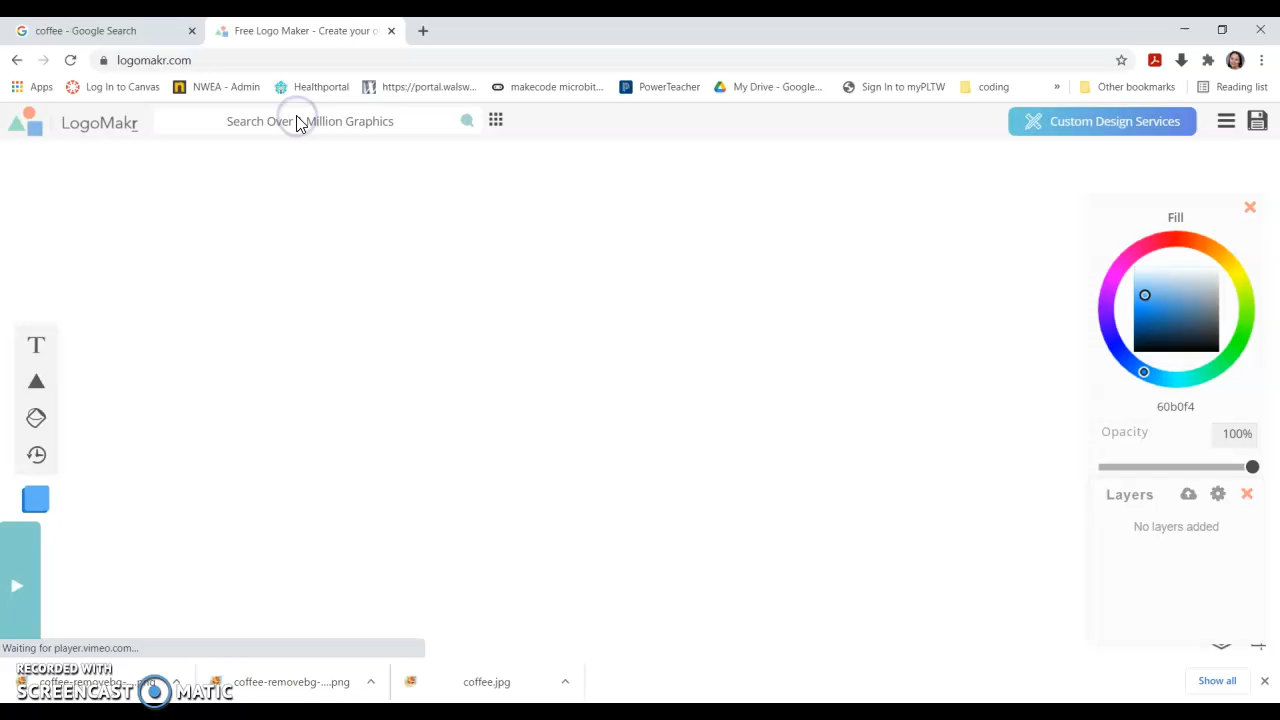 coffee - Google Search
Free Logo Maker - Create your o
logomakr.com
Apps
Log In to Canvas
NWEA - Admin
Healthportal
https://portal.walsw...
makecode microbit...
PowerTeacher
My Drive - Google...
Sign In to myPLTW
coding
»
Other bookmarks
Reading list
LogoMakr
Search Over Million Graphics
Custom Design Services
Fill
60b0f4
Opacity
100%
Layers
No layers added
T
Waiting for player.vimeo.com...
coffee-removebg-....png
coffee-removebg-....png
coffee.jpg
Show all
RECORDED WITH
SCREENCAST MATIC